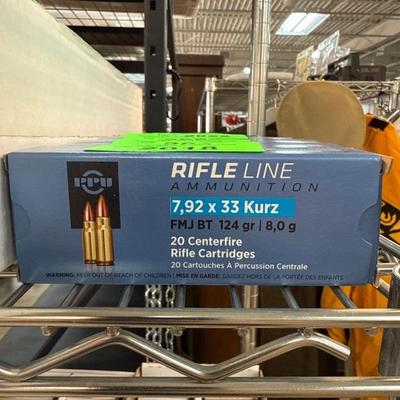 PPU
RIFLE LINE
AMMUNITION
7,92 x 33 Kurz
FMJ BT 124 gr | 8,0 g
20 Centerfire
Rifle Cartridges
20 Cartouches À Percussion Centrale
WARNING: KEEP OUT OF REACH OF CHILDREN | MISE EN GARDE: GARDEZ HORS DE LA PORTÉE DES ENFANTS